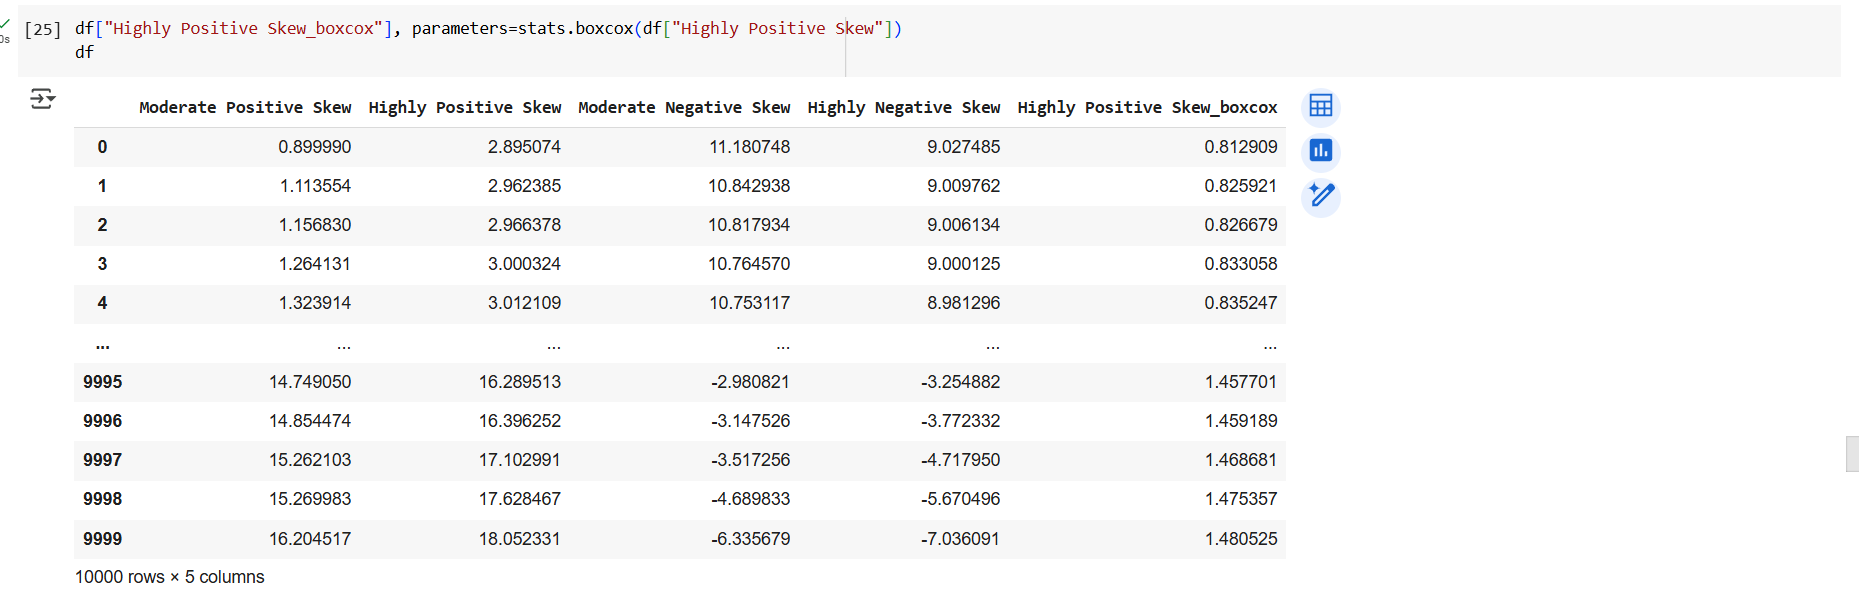 [25] df["Highly Positive Skew_boxcox"], parameters=stats.boxcox(df["Highly Positive Skew"])
0s
df
Moderate Positive Skew Highly Positive Skew Moderate Negative Skew Highly Negative Skew Highly Positive Skew_boxcox
0 0.899990 2.895074 11.180748 9.027485 0.812909
1 1.113554 2.962385 10.842938 9.009762 0.825921
2 1.156830 2.966378 10.817934 9.006134 0.826679
3 1.264131 3.000324 10.764570 9.000125 0.833058
4 1.323914 3.012109 10.753117 8.981296 0.835247
... ... ... ... ... ...
9995 14.749050 16.289513 -2.980821 -3.254882 1.457701
9996 14.854474 16.396252 -3.147526 -3.772332 1.459189
9997 15.262103 17.102991 -3.517256 -4.717950 1.468681
9998 15.269983 17.628467 -4.689833 -5.670496 1.475357
9999 16.204517 18.052331 -6.335679 -7.036091 1.480525
10000 rows × 5 columns